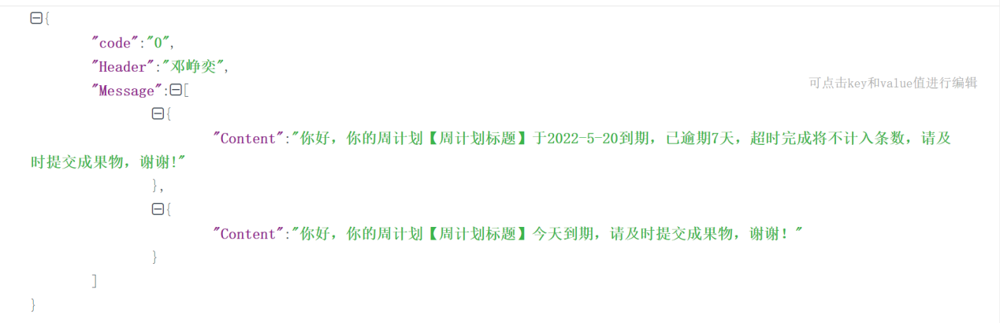 {
"code":"0",
"Header":"邓峥奕",
可点击key和value值进行编辑
"Message":[
{
"Content":"你好，你的周计划【周计划标题】于2022-5-20到期，已逾期7天，超时完成将不计入条数，请及
时提交成果物，谢谢!"
},
{
"Content":"你好，你的周计划【周计划标题】今天到期，请及时提交成果物，谢谢！"
}
]
}